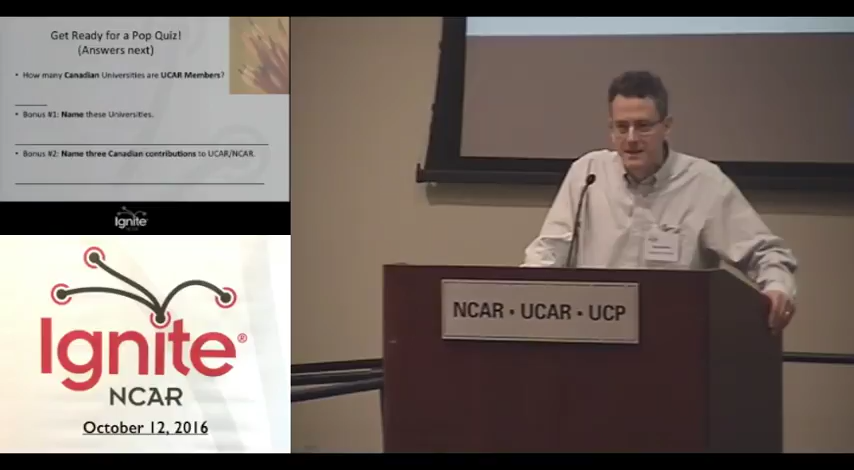 Get Ready for a Pop Quiz!
(Answers next)
• How many Canadian Universities are UCAR Members?
• Bonus #1: Name these Universities.
• Bonus #2: Name three Canadian contributions to UCAR/NCAR.
Ignite
Ignite®
NCAR
October 12, 2016
NCAR • UCAR • UCP